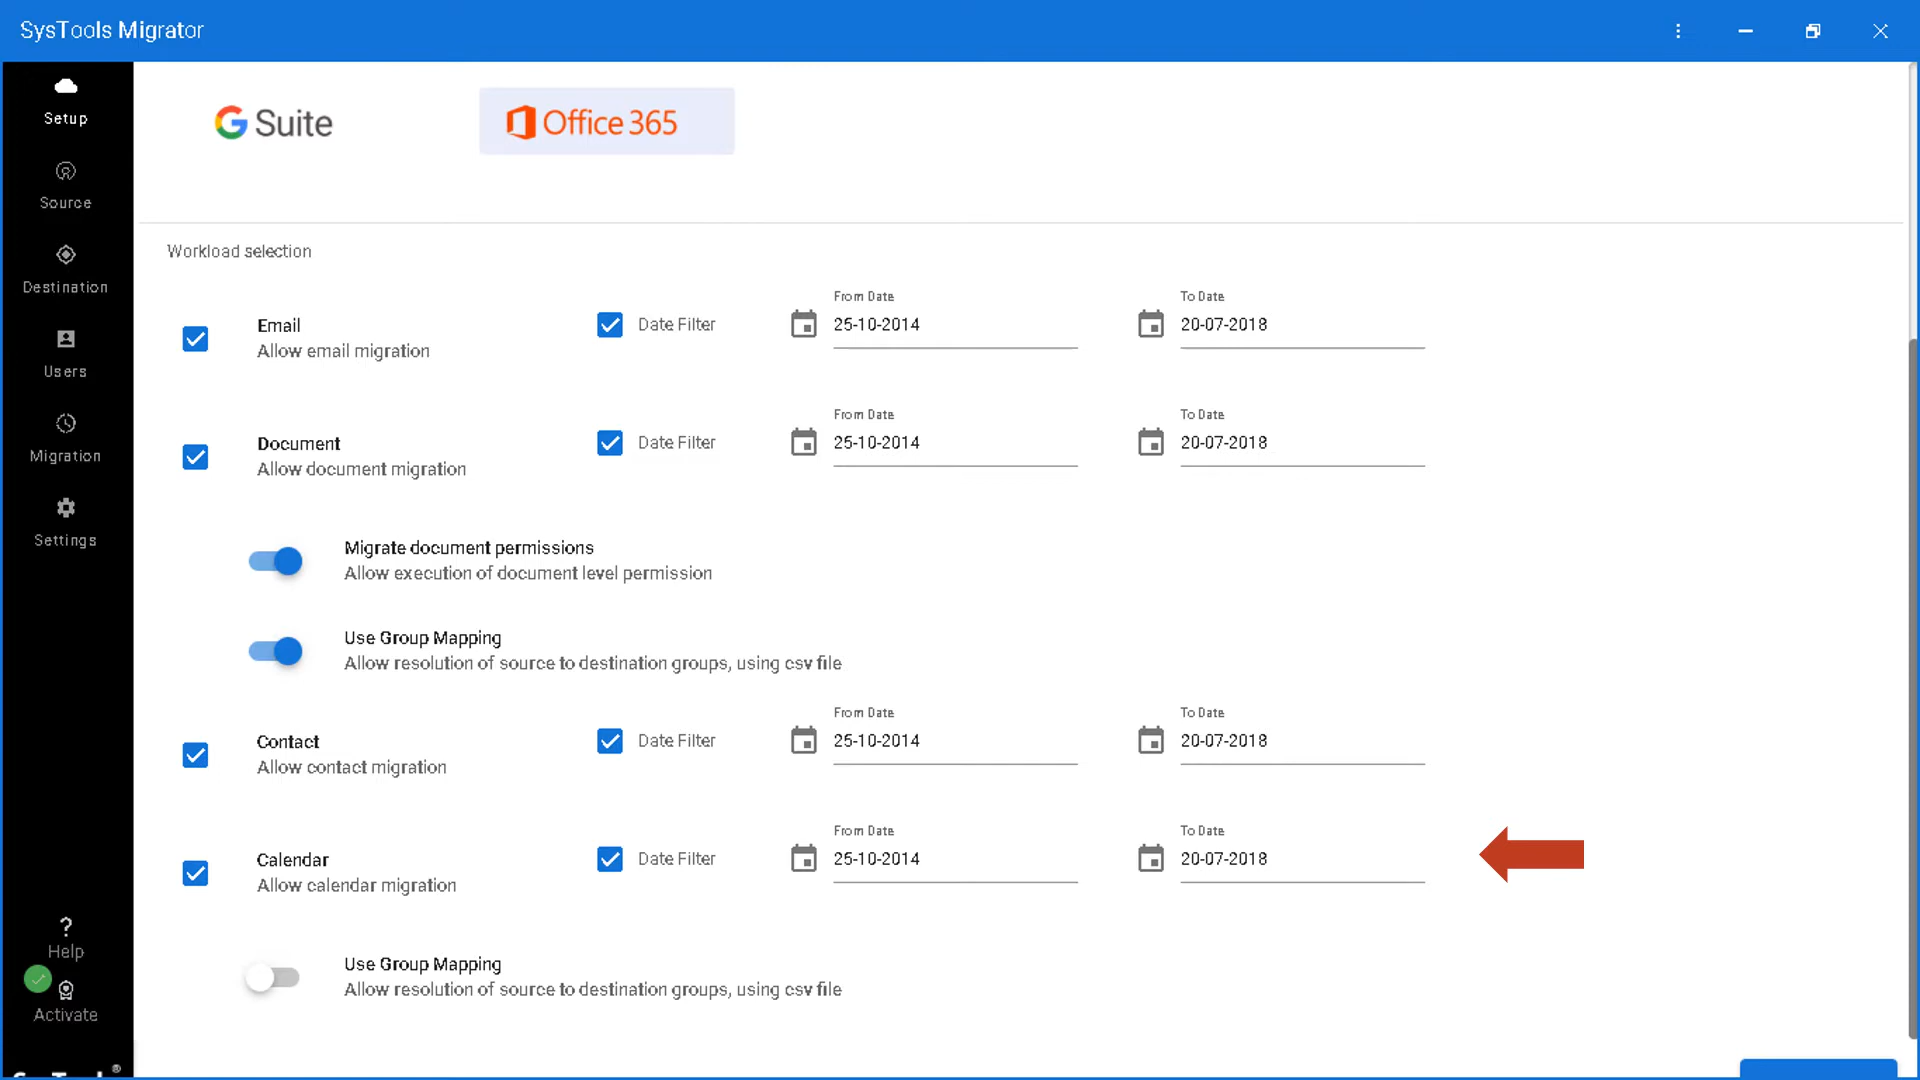 SysTools Migrator
Setup
Source
Destination
Users
Migration
Settings
Help
Activate
G Suite
Office 365
Workload selection
Email
Allow email migration
Date Filter
From Date
25-10-2014
To Date
20-07-2018
Document
Allow document migration
Date Filter
From Date
25-10-2014
To Date
20-07-2018
Migrate document permissions
Allow execution of document level permission
Use Group Mapping
Allow resolution of source to destination groups, using csv file
Contact
Allow contact migration
Date Filter
From Date
25-10-2014
To Date
20-07-2018
Calendar
Allow calendar migration
Date Filter
From Date
25-10-2014
To Date
20-07-2018
Use Group Mapping
Allow resolution of source to destination groups, using csv file